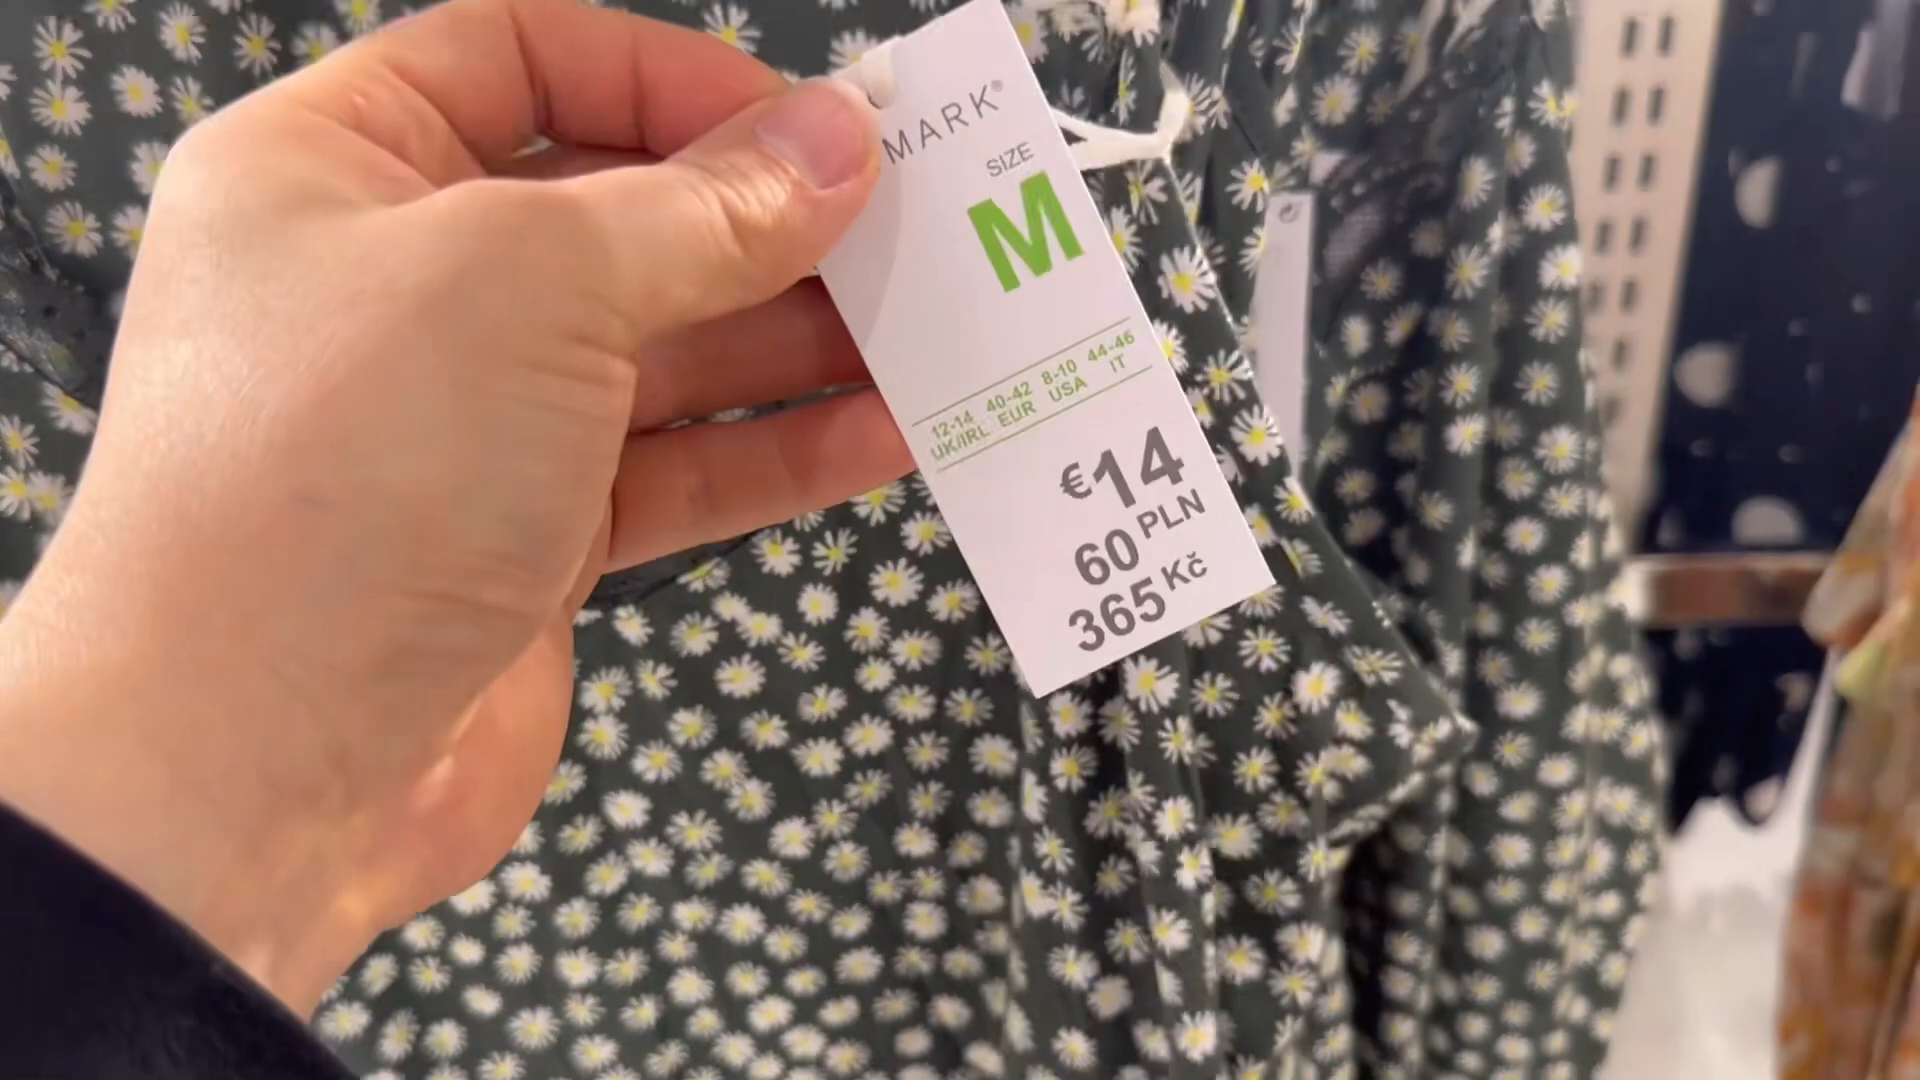 MARK®
SIZE
M
12-14 40-42 8-10 44-46
UK/IRL EUR USA IT
€14
60 PLN
365 Kč